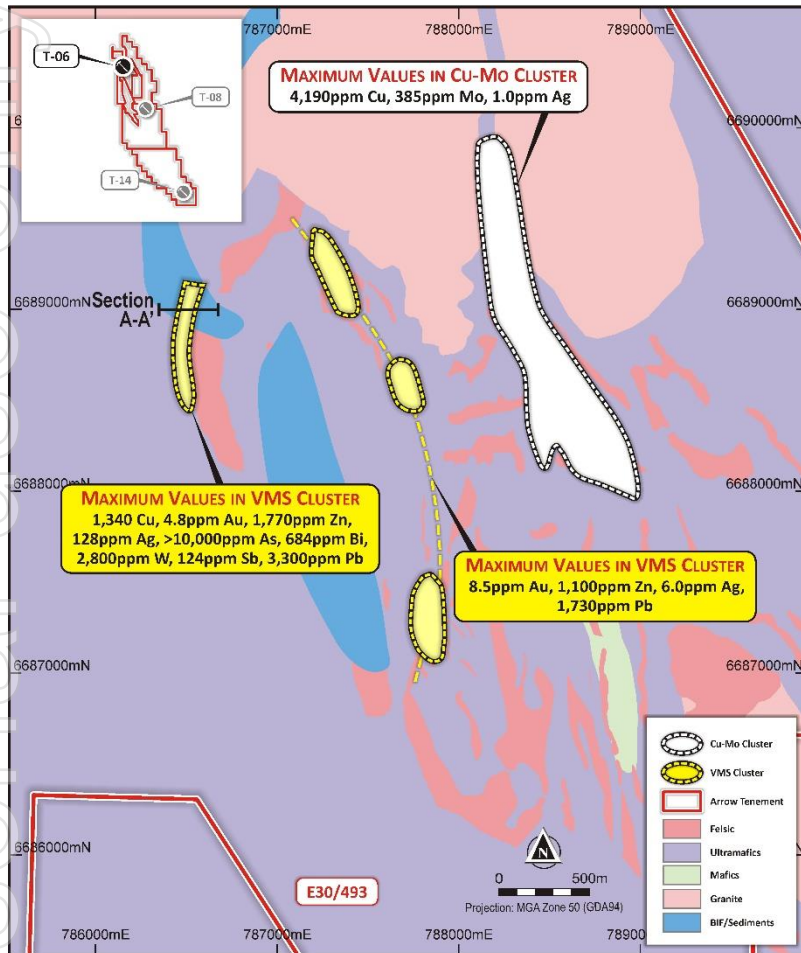 787000mE
788000mE
789000mE
T-06
T-08
T-14
MAXIMUM VALUES IN CU-MO CLUSTER
4,190ppm Cu, 385ppm Mo, 1.0ppm Ag
6690000mN
6689000mN
Section
A-A'
6689000mN
6688000mN
6688000mN
MAXIMUM VALUES IN VMS CLUSTER
1,340 Cu, 4.8ppm Au, 1,770ppm Zn,
128ppm Ag, >10,000ppm As, 684ppm Bi,
2,800ppm W, 124ppm Sb, 3,300ppm Pb
MAXIMUM VALUES IN VMS CLUSTER
8.5ppm Au, 1,100ppm Zn, 6.0ppm Ag,
1,730ppm Pb
6687000mN
6687000mN
Cu-Mo Cluster
VMS Cluster
Arrow Tenement
Felsic
Ultramafics
Mafics
Granite
BIF/Sediments
6686000mN
E30/493
N
0 500m
Projection: MGA Zone 50 (GDA94)
786000mE
787000mE
788000mE